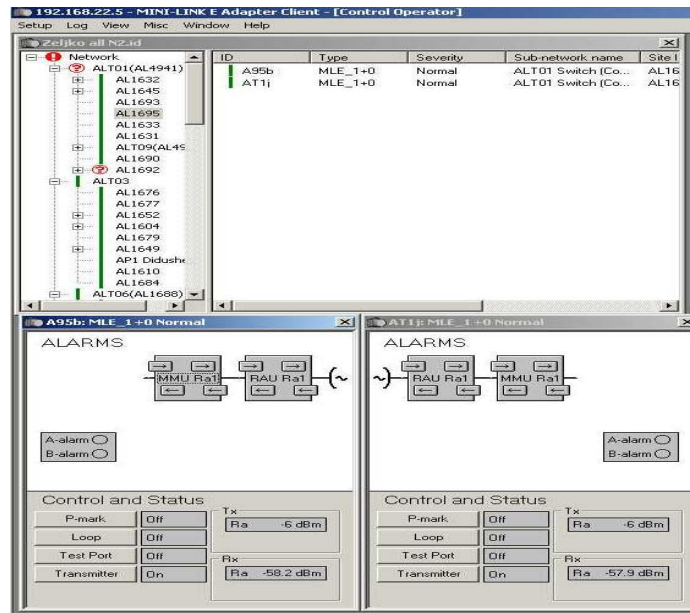 192.168.22.5 - MINI-LINK E Adapter Client - [Control Operator]
Setup Log View Misc Window Help
Zeljko all N2.id
Network
ALT01(AL4941)
AL1632
AL1645
AL1693
AL1695
AL1633
AL1631
ALT09(AL49
AL1690
AL1692
ALT03
AL1676
AL1677
AL1652
AL1604
AL1679
AL1649
AP1 Didushe
AL1610
AL1684
ALT06(AL1688)
ID Type Severity Sub-network name Site I
A95b MLE_1+0 Normal ALT01 Switch (Co... AL16
AT1j MLE_1+0 Normal ALT01 Switch (Co... AL16
A95b: MLE_1+0 Normal
ALARMS
MMU Ra1 RAU Ra1
A-alarm
B-alarm
Control and Status
P-mark Off
Loop Off
Test Port Off
Transmitter On
Tx
Ra -6 dBm
Rx
Ra -58.2 dBm
AT1j: MLE_1+0 Normal
ALARMS
RAU Ra1 MMU Ra1
A-alarm
B-alarm
Control and Status
P-mark Off
Loop Off
Test Port Off
Transmitter On
Tx
Ra -6 dBm
Rx
Ra -57.9 dBm